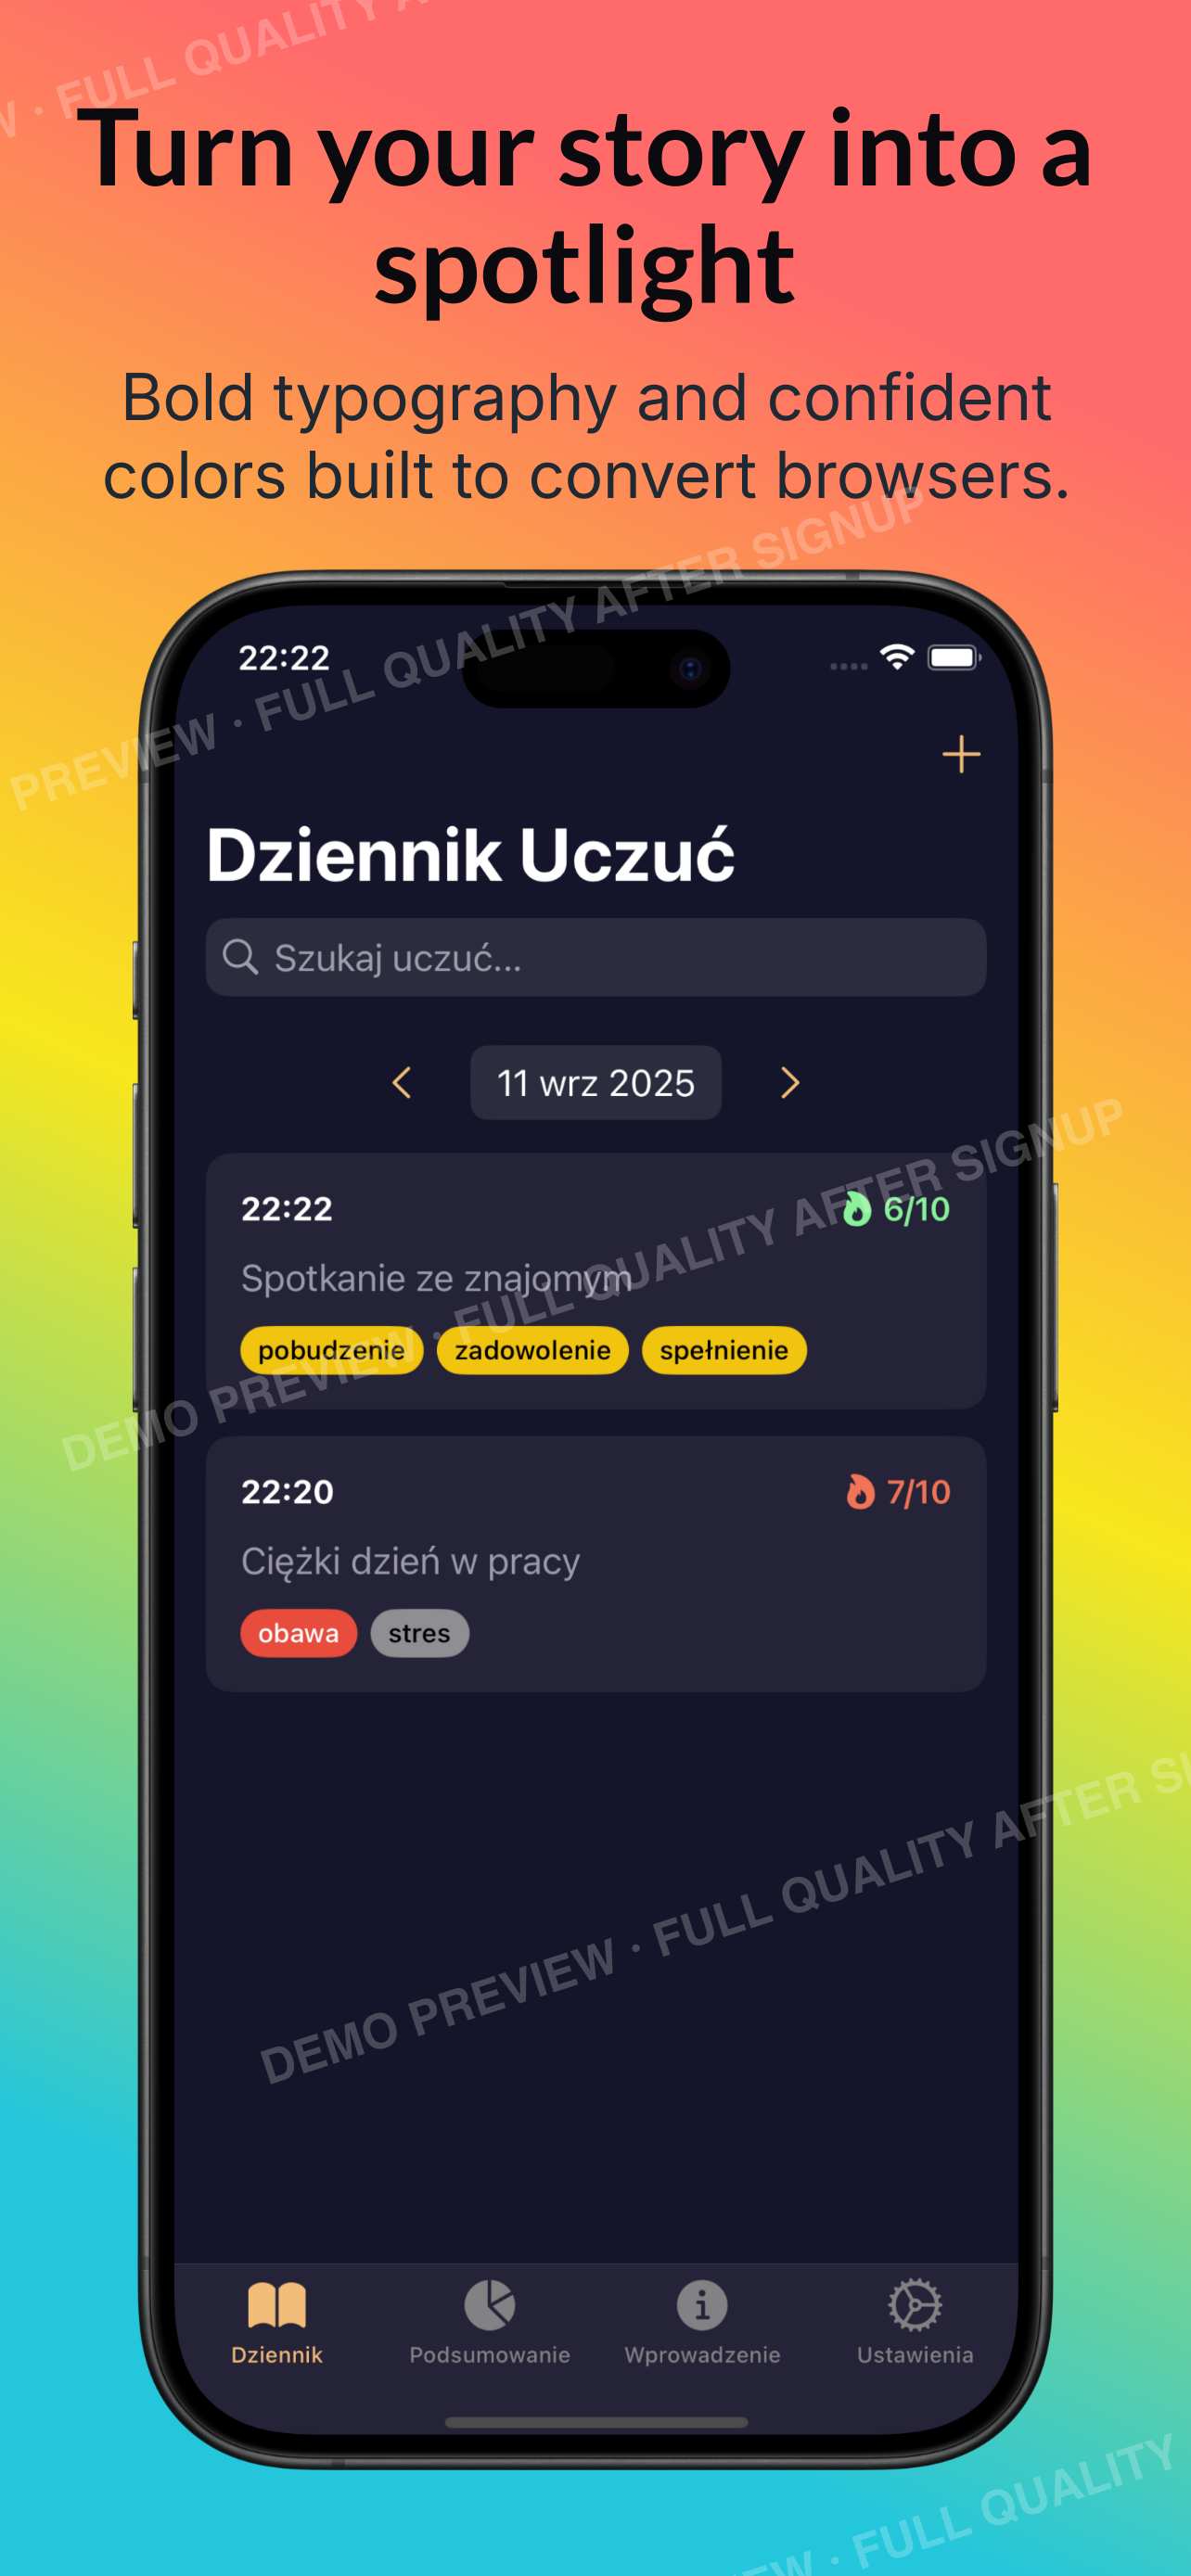 W · FULL QUALITY A
Turn your story into a
spotlight
Bold typography and confident
colors built to convert browsers.
PREVIEW · FULL QUALITY AFTER SIGNUP
22:22
Dziennik Uczuć
Szukaj uczuć...
11 wrz 2025
22:22
6/10
Spotkanie ze znajomym
pobudzenie zadowolenie spełnienie
DEMO PREVIEW · FULL QUALITY AFTER SIGNUP
22:20
7/10
Ciężki dzień w pracy
obawa stres
DEMO PREVIEW · FULL QUALITY AFTER SI
Dziennik Podsumowanie Wprowadzenie Ustawienia
EW · FULL QUALITY